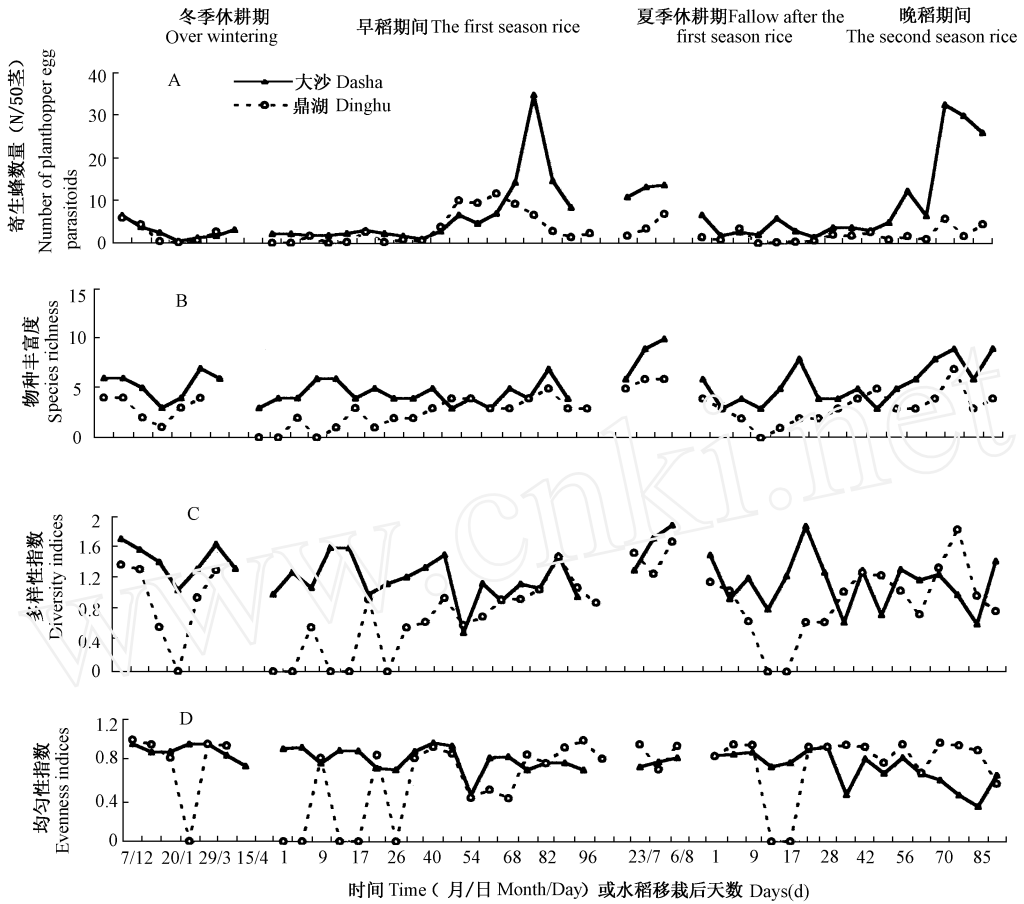 冬季休耕期
Over wintering
早稻期间 The first season rice
夏季休耕期 Fallow after the
first season rice
晚稻期间
The second season rice
寄生蜂数量（N/50茎）
Number of planthopper egg
parasitoids
A
大沙 Dasha
鼎湖 Dinghu
40
30
20
10
0
物种丰富度
Species richness
B
15
10
5
0
多样性指数
Diversity indices
C
2
1.6
1.2
0.8
0.4
0
均匀性指数
Evenness indices
D
1.2
0.8
0.4
0
7/12 20/1 29/3 15/4 1 9 17 26 40 54 68 82 96 23/7 6/8 1 9 17 28 42 56 70 85
时间 Time（月/日 Month/Day）或水稻移栽后天数 Days(d)
www.cnki.net